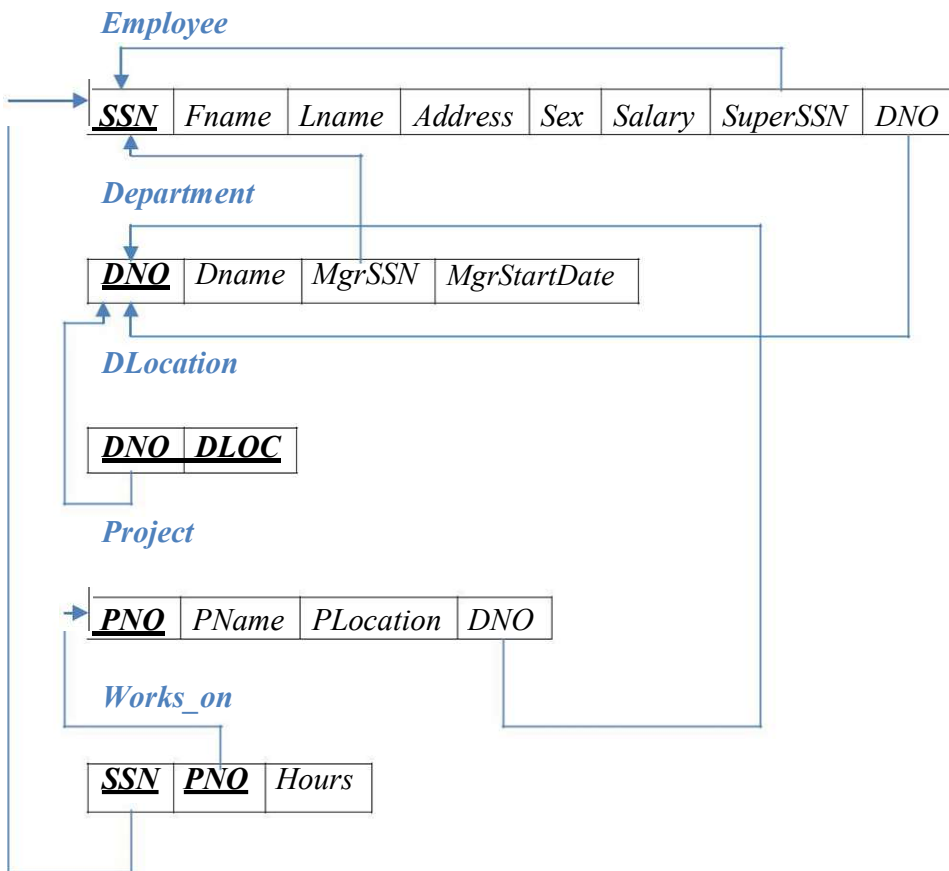 Employee
SSN Fname Lname Address Sex Salary SuperSSN DNO
Department
DNO Dname MgrSSN MgrStartDate
DLocation
DNO DLOC
Project
PNO PName PLocation DNO
Works_on
SSN PNO Hours